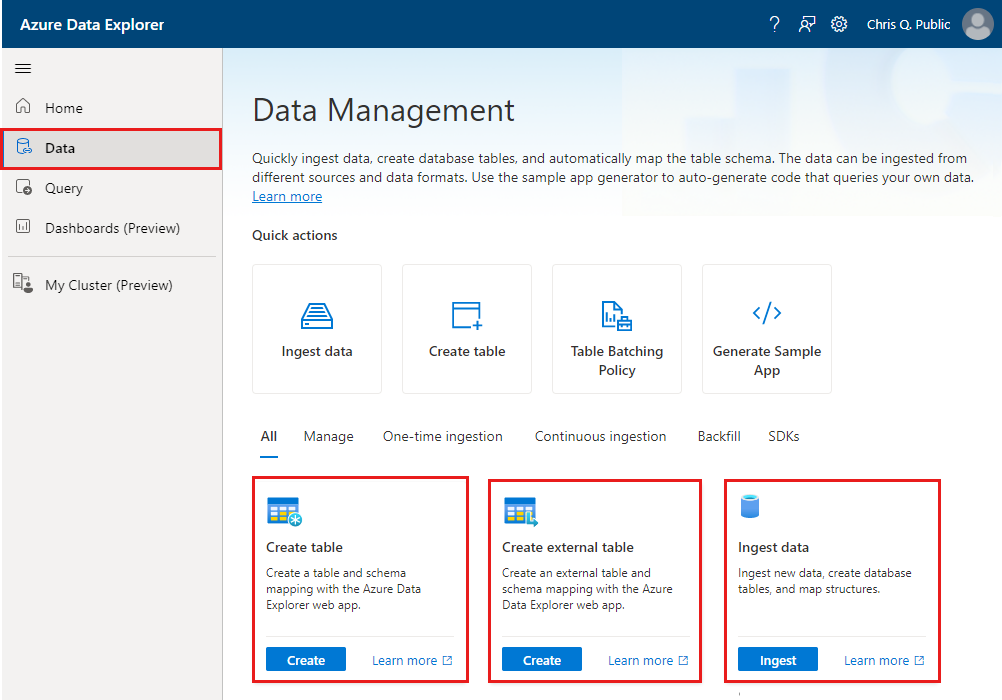 Azure Data Explorer
?
Chris Q. Public
Home
Data
Query
Dashboards (Preview)
My Cluster (Preview)
Data Management
Quickly ingest data, create database tables, and automatically map the table schema. The data can be ingested from
different sources and data formats. Use the sample app generator to auto-generate code that queries your own data.
Learn more
Quick actions
Ingest data
Create table
Table Batching
Policy
Generate Sample
App
All Manage One-time ingestion Continuous ingestion Backfill SDKs
Create table
Create a table and schema
mapping with the Azure Data
Explorer web app.
Create Learn more
Create external table
Create an external table and
schema mapping with the Azure
Data Explorer web app.
Create Learn more
Ingest data
Ingest new data, create database
tables, and map structures.
Ingest Learn more